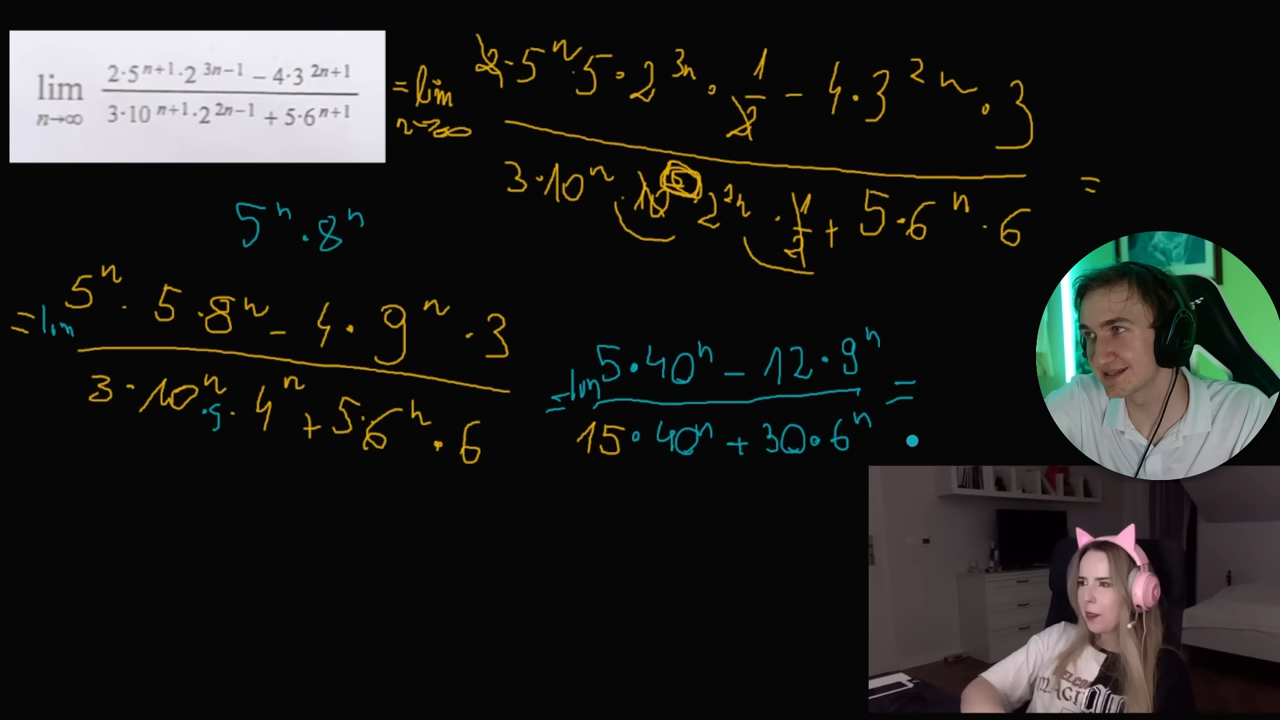 lim n→∞ (2·5^{n+1}·2^{3n-1} – 4·3^{2n+1}) / (3·10^{n+1}·2^{2n-1} + 5·6^{n+1})
= lim n→∞ (2·5^n·5·2^{3n}·1/2 – 4·3^{2n}·3) / (3·10^n·10·2^{2n}·1/2 + 5·6^n·6) =
5^n·8^n
= lim (5^n·5·8^n – 4·9^n·3) / (3·10^n·5·4^n + 5·6^n·6)
= lim (5·40^n – 12·9^n) / (15·40^n + 30·6^n) =